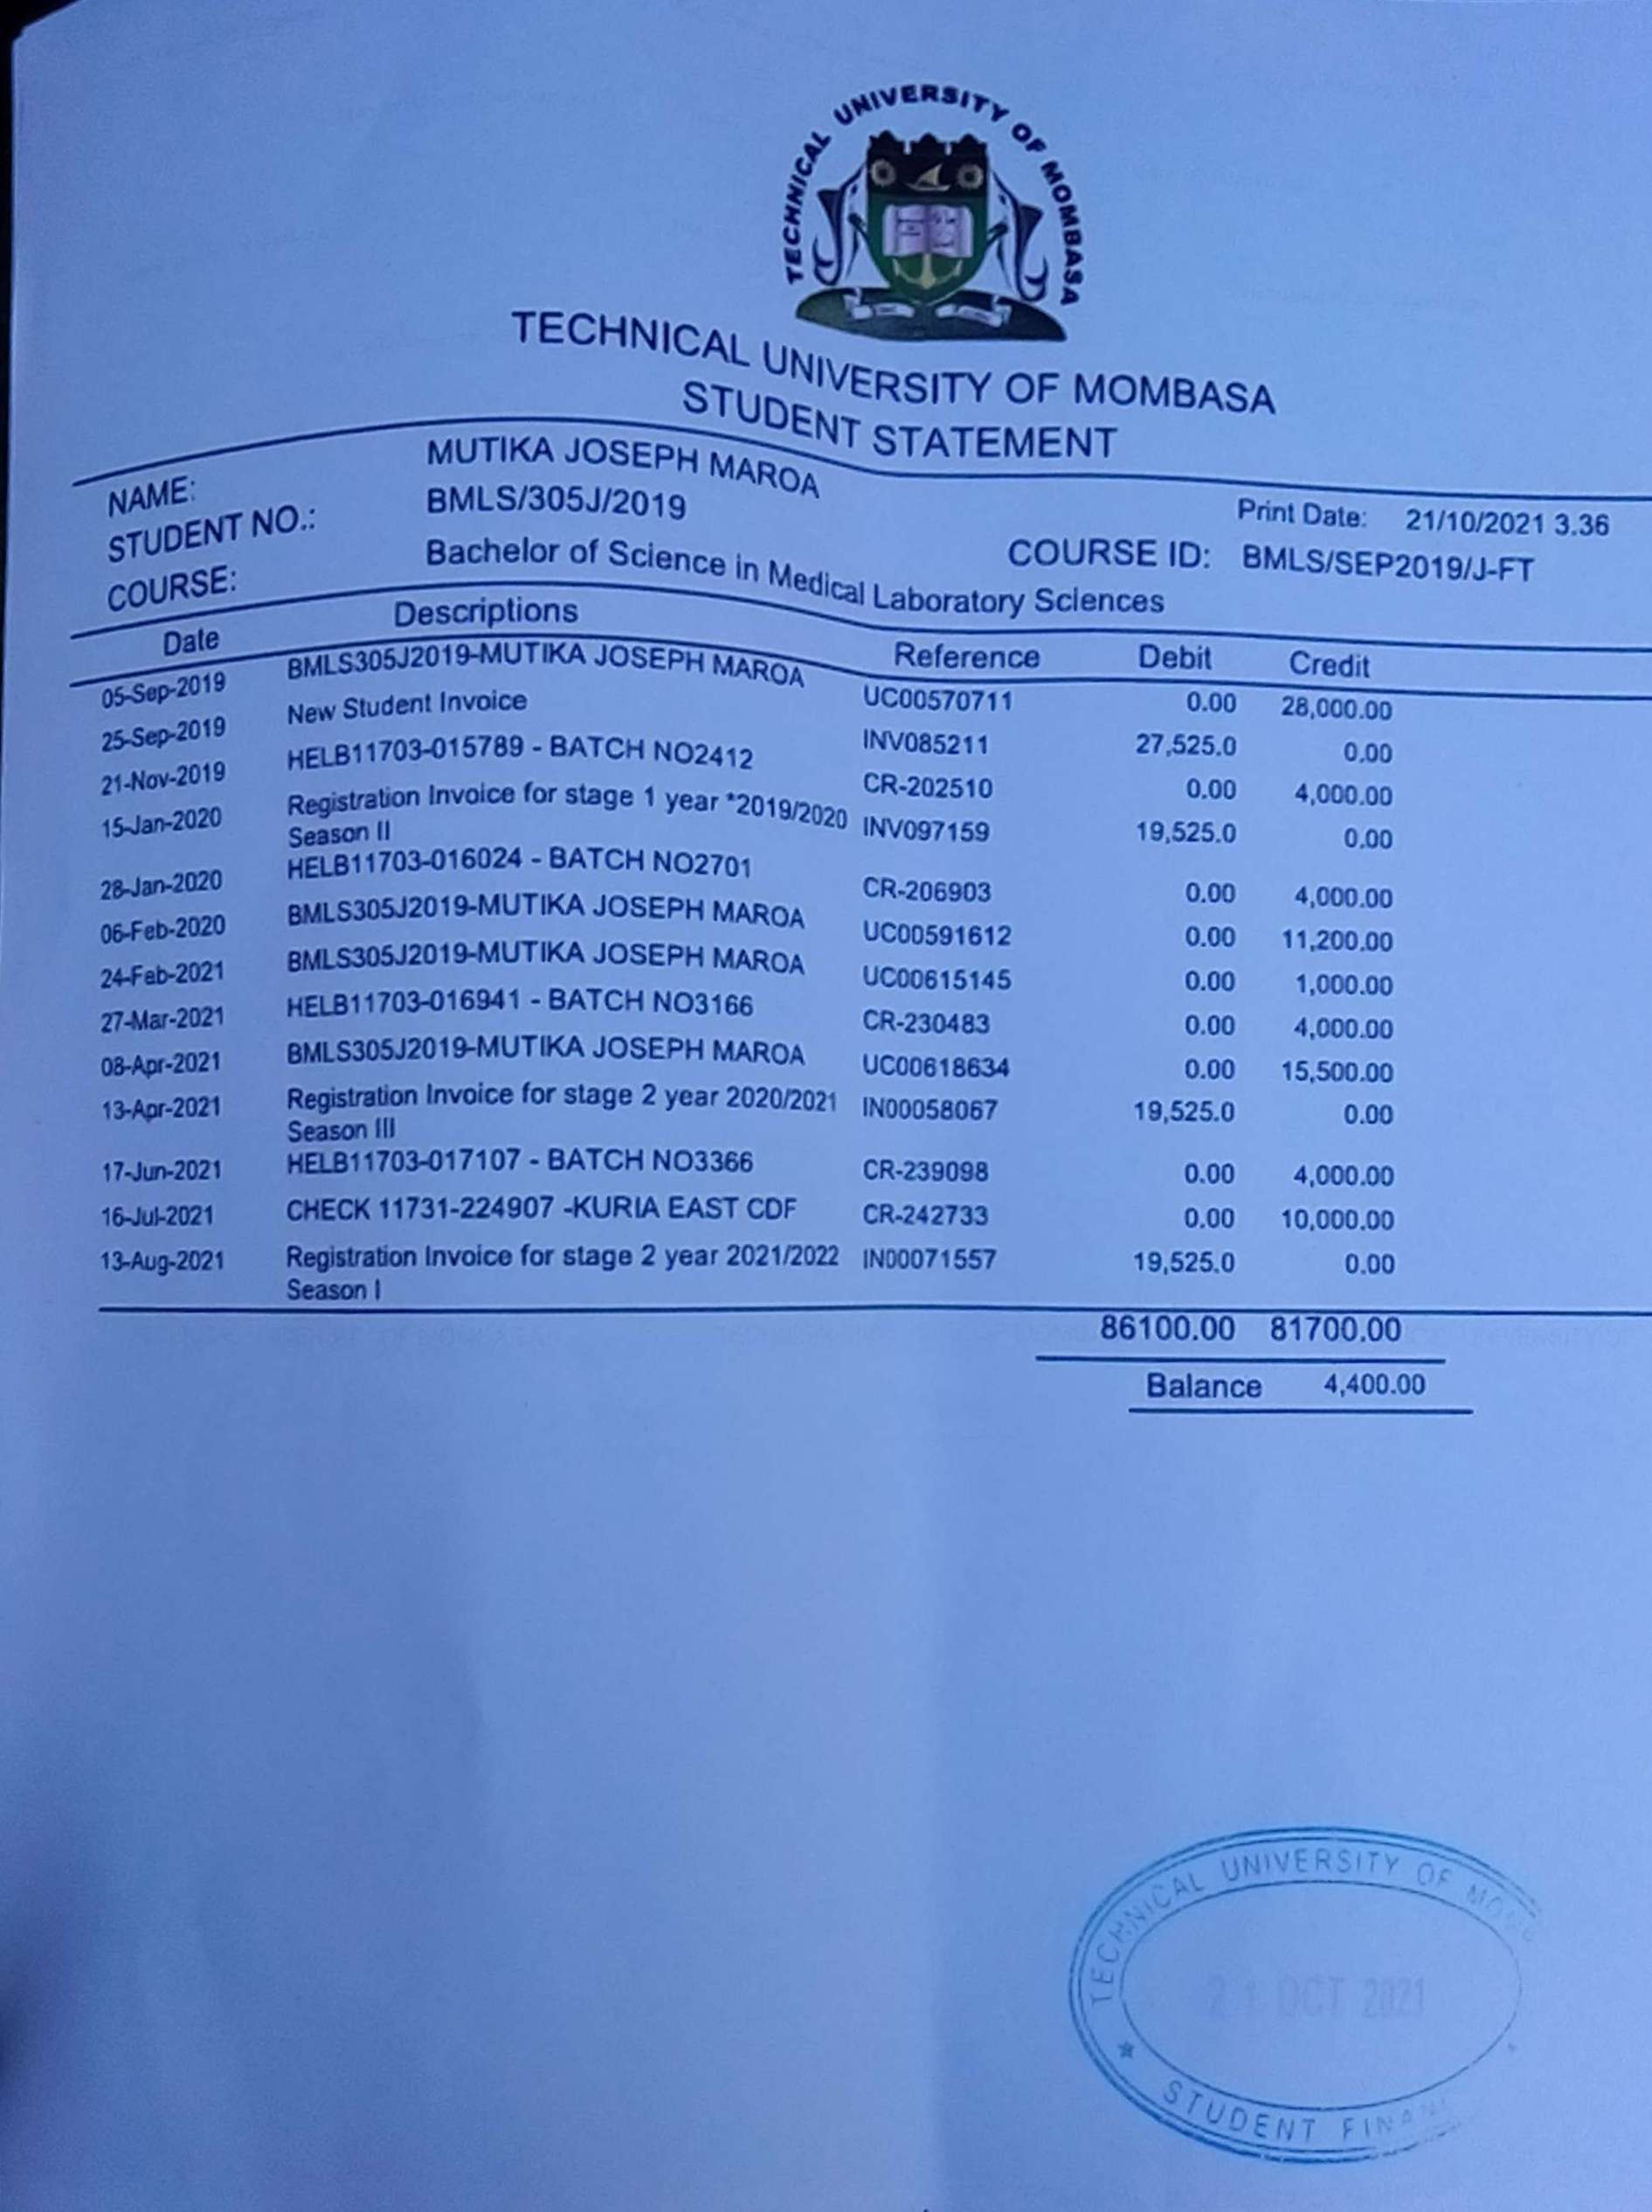 TECHNICAL UNIVERSITY OF MOMBASA
TECHNICAL UNIVERSITY OF MOMBASA
STUDENT STATEMENT
NAME: MUTIKA JOSEPH MAROA
Print Date: 21/10/2021 3.36
STUDENT NO.: BMLS/305J/2019
COURSE ID: BMLS/SEP2019/J-FT
COURSE: Bachelor of Science in Medical Laboratory Sciences
Date Descriptions Reference Debit Credit
05-Sep-2019 BMLS305J2019-MUTIKA JOSEPH MAROA UC00570711 0.00 28,000.00
25-Sep-2019 New Student Invoice INV085211 27,525.0 0.00
21-Nov-2019 HELB11703-015789 - BATCH NO2412 CR-202510 0.00 4,000.00
15-Jan-2020 Registration Invoice for stage 1 year *2019/2020 INV097159 19,525.0 0.00
Season II
28-Jan-2020 HELB11703-016024 - BATCH NO2701 CR-206903 0.00 4,000.00
06-Feb-2020 BMLS305J2019-MUTIKA JOSEPH MAROA UC00591612 0.00 11,200.00
24-Feb-2021 BMLS305J2019-MUTIKA JOSEPH MAROA UC00615145 0.00 1,000.00
27-Mar-2021 HELB11703-016941 - BATCH NO3166 CR-230483 0.00 4,000.00
08-Apr-2021 BMLS305J2019-MUTIKA JOSEPH MAROA UC00618634 0.00 15,500.00
13-Apr-2021 Registration Invoice for stage 2 year 2020/2021 IN00058067 19,525.0 0.00
Season III
17-Jun-2021 HELB11703-017107 - BATCH NO3366 CR-239098 0.00 4,000.00
16-Jul-2021 CHECK 11731-224907 -KURIA EAST CDF CR-242733 0.00 10,000.00
13-Aug-2021 Registration Invoice for stage 2 year 2021/2022 IN00071557 19,525.0 0.00
Season I
86100.00 81700.00
Balance 4,400.00
TECHNICAL UNIVERSITY OF
21 OCT 2021
STUDENT